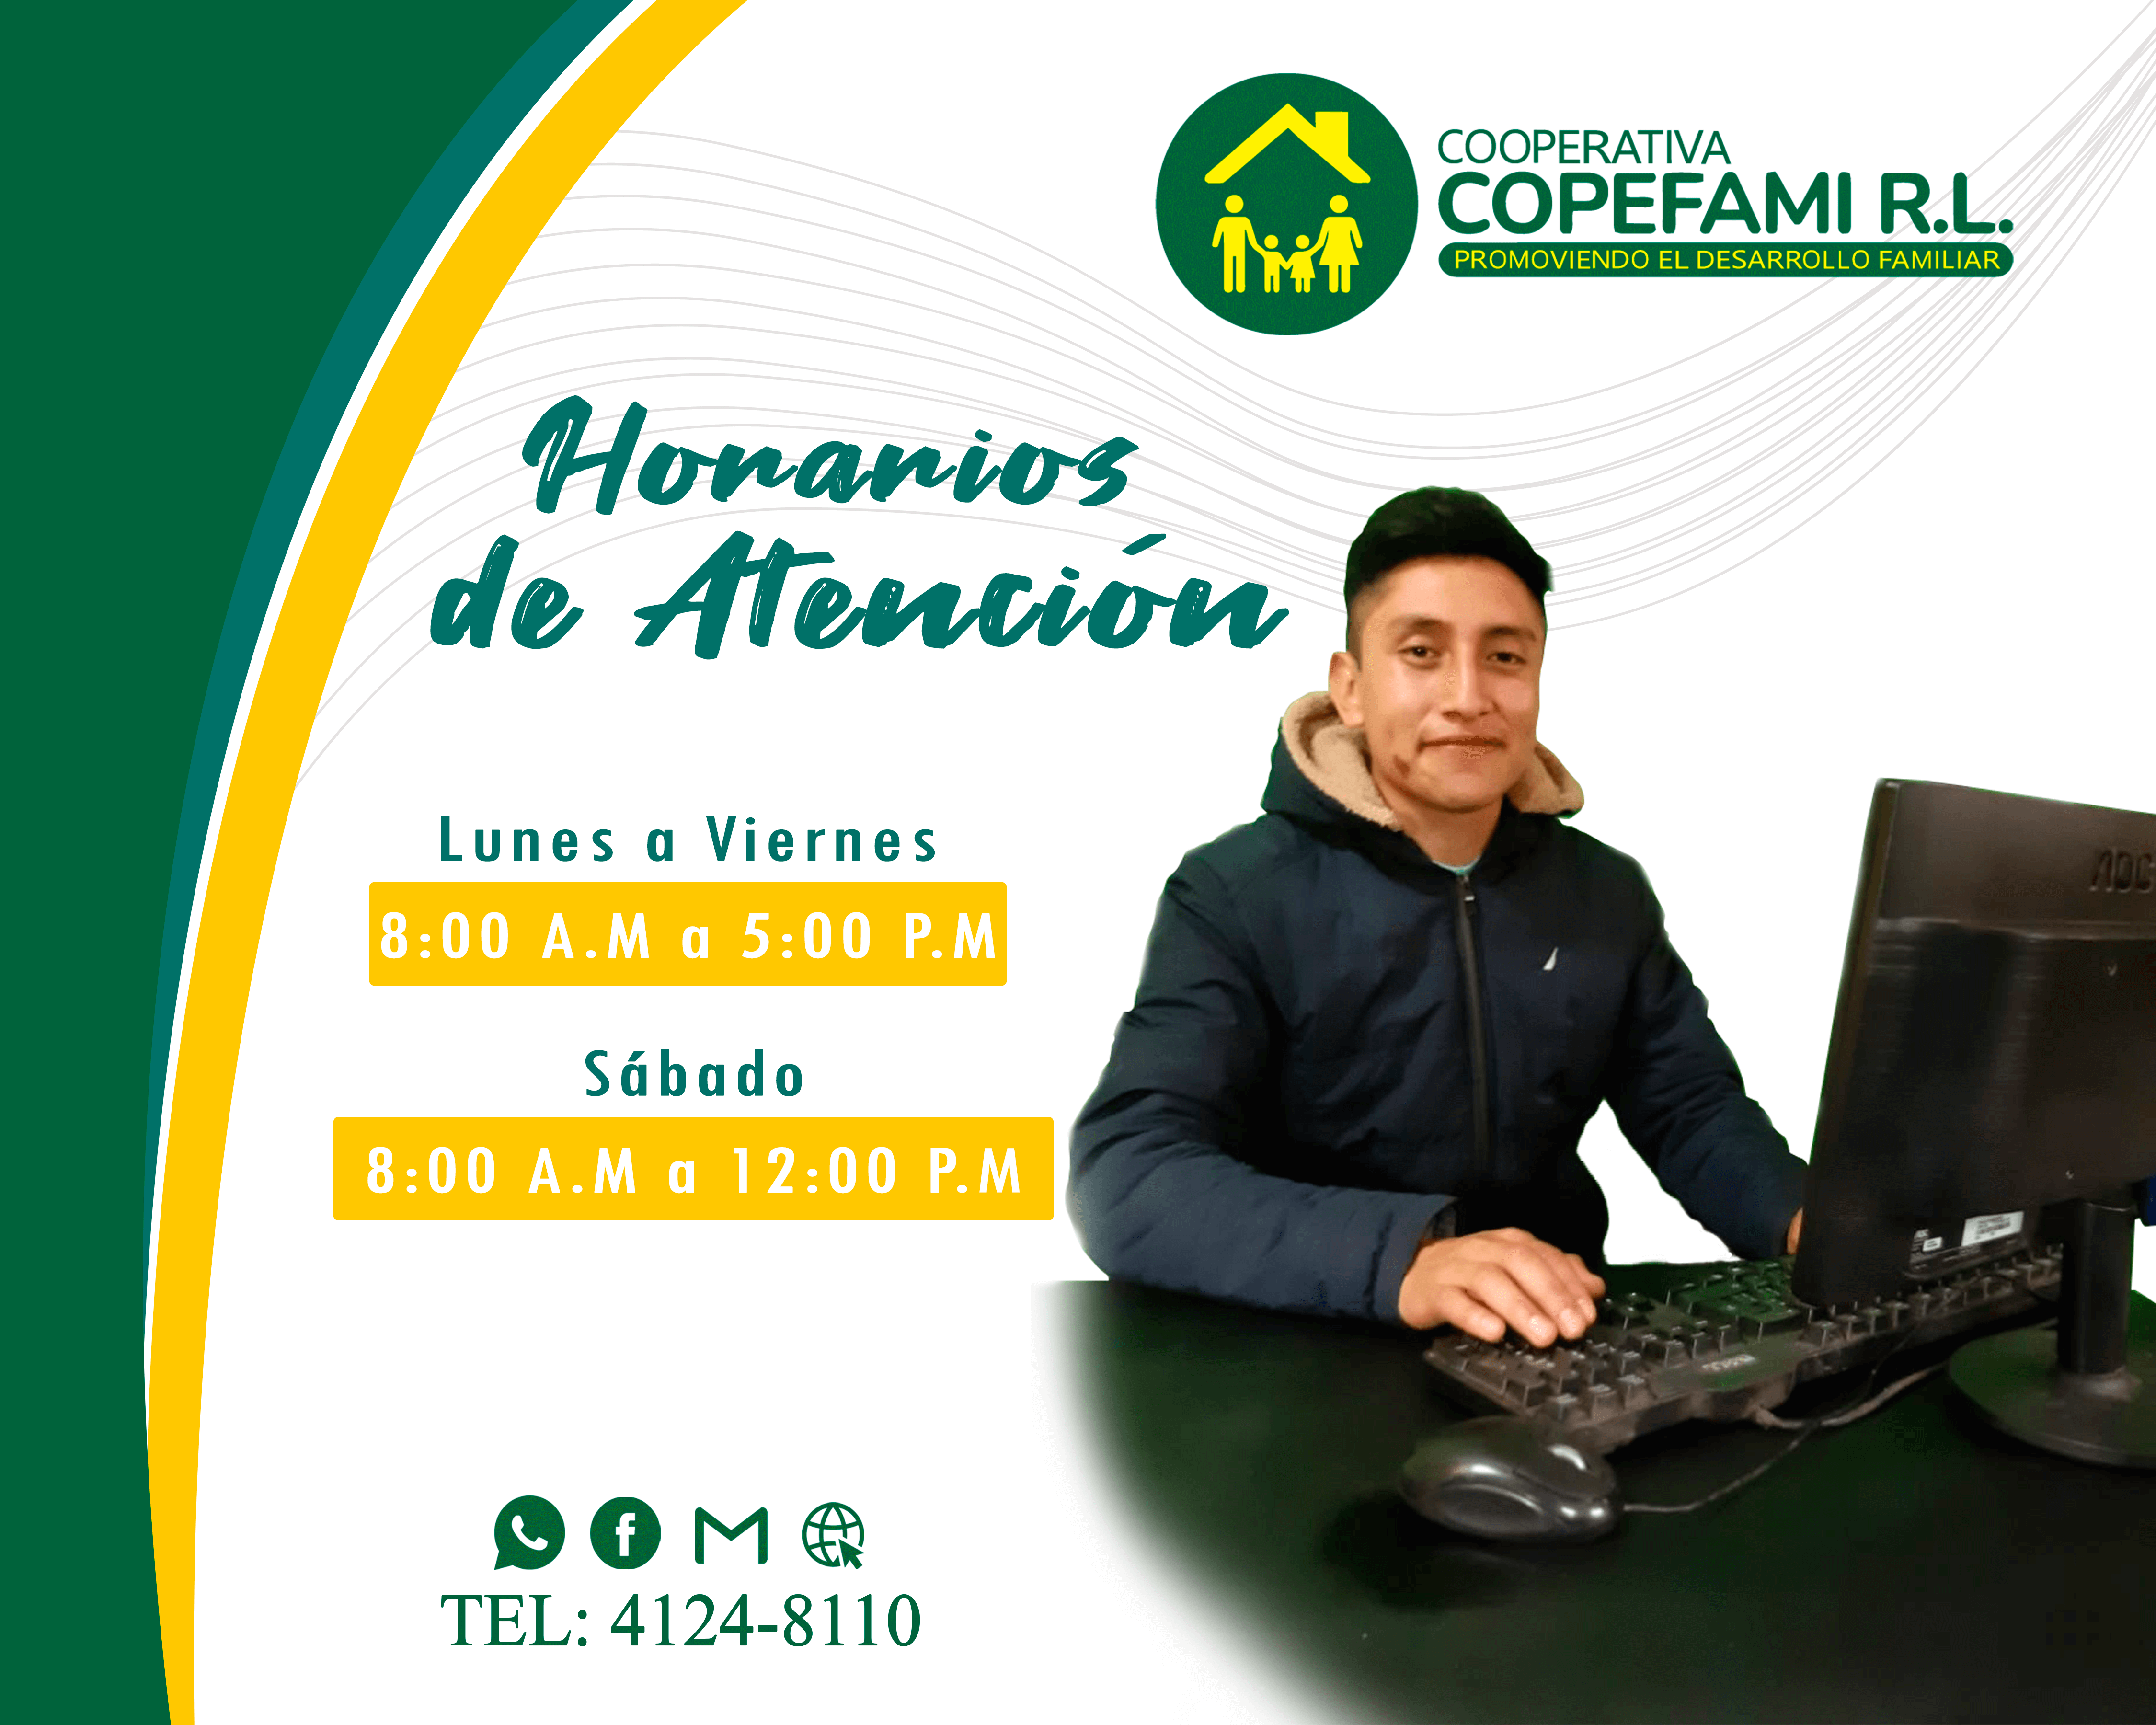 COOPERATIVA
COPEFAMI R.L.
PROMOVIENDO EL DESARROLLO FAMILIAR
Horarios
de Atención
Lunes a Viernes
8:00 A.M a 5:00 P.M
Sábado
8:00 A.M a 12:00 P.M
AOC
TEL: 4124-8110